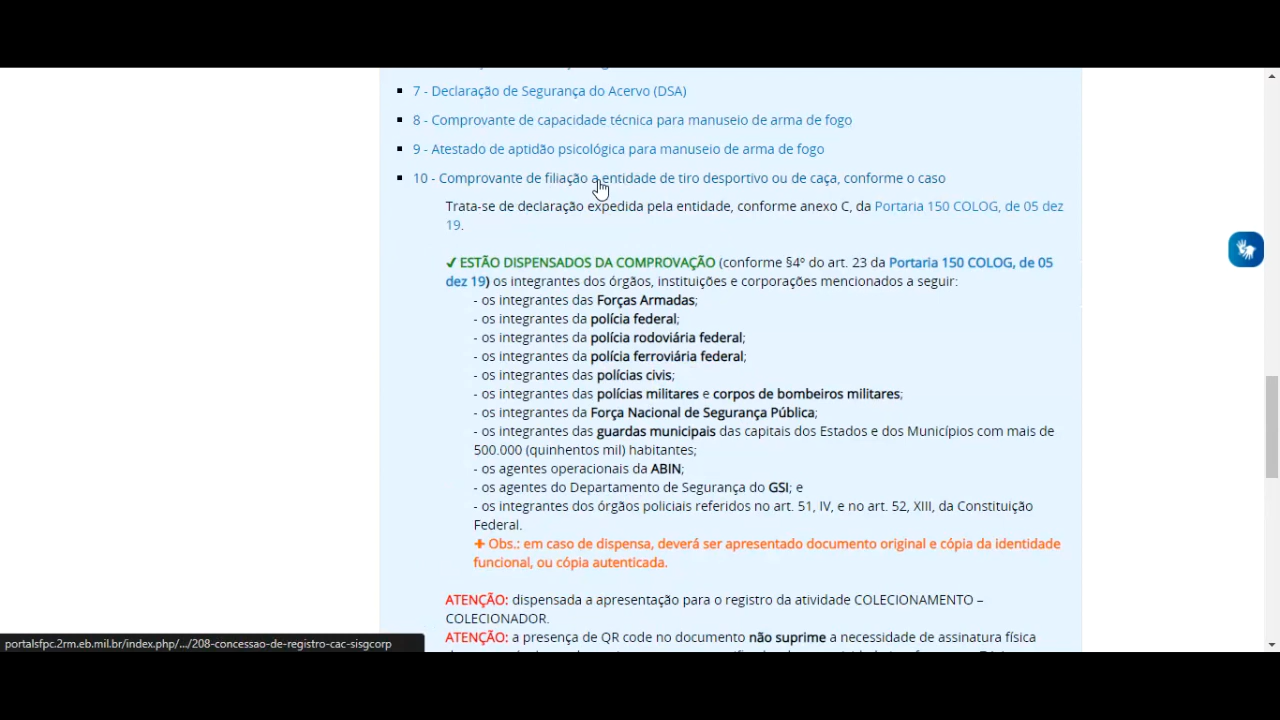 7 - Declaração de Segurança do Acervo (DSA)
8 - Comprovante de capacidade técnica para manuseio de arma de fogo
9 - Atestado de aptidão psicológica para manuseio de arma de fogo
10 - Comprovante de filiação a entidade de tiro desportivo ou de caça, conforme o caso
Trata-se de declaração expedida pela entidade, conforme anexo C, da Portaria 150 COLOG, de 05 dez
19.
✓ ESTÃO DISPENSADOS DA COMPROVAÇÃO (conforme §4º do art. 23 da Portaria 150 COLOG, de 05
dez 19) os integrantes dos órgãos, instituições e corporações mencionados a seguir:
- os integrantes das Forças Armadas;
- os integrantes da polícia federal;
- os integrantes da polícia rodoviária federal;
- os integrantes da polícia ferroviária federal;
- os integrantes das polícias civis;
- os integrantes das polícias militares e corpos de bombeiros militares;
- os integrantes da Força Nacional de Segurança Pública;
- os integrantes das guardas municipais das capitais dos Estados e dos Municípios com mais de
500.000 (quinhentos mil) habitantes;
- os agentes operacionais da ABIN;
- os agentes do Departamento de Segurança do GSI; e
- os integrantes dos órgãos policiais referidos no art. 51, IV, e no art. 52, XIII, da Constituição
Federal.
+ Obs.: em caso de dispensa, deverá ser apresentado documento original e cópia da identidade
funcional, ou cópia autenticada.
ATENÇÃO: dispensada a apresentação para o registro da atividade COLECIONAMENTO –
COLECIONADOR.
ATENÇÃO: a presença de QR code no documento não suprime a necessidade de assinatura física
portalsfpc.2rm.eb.mil.br/index.php/.../208-concessao-de-registro-cac-sisgcorp